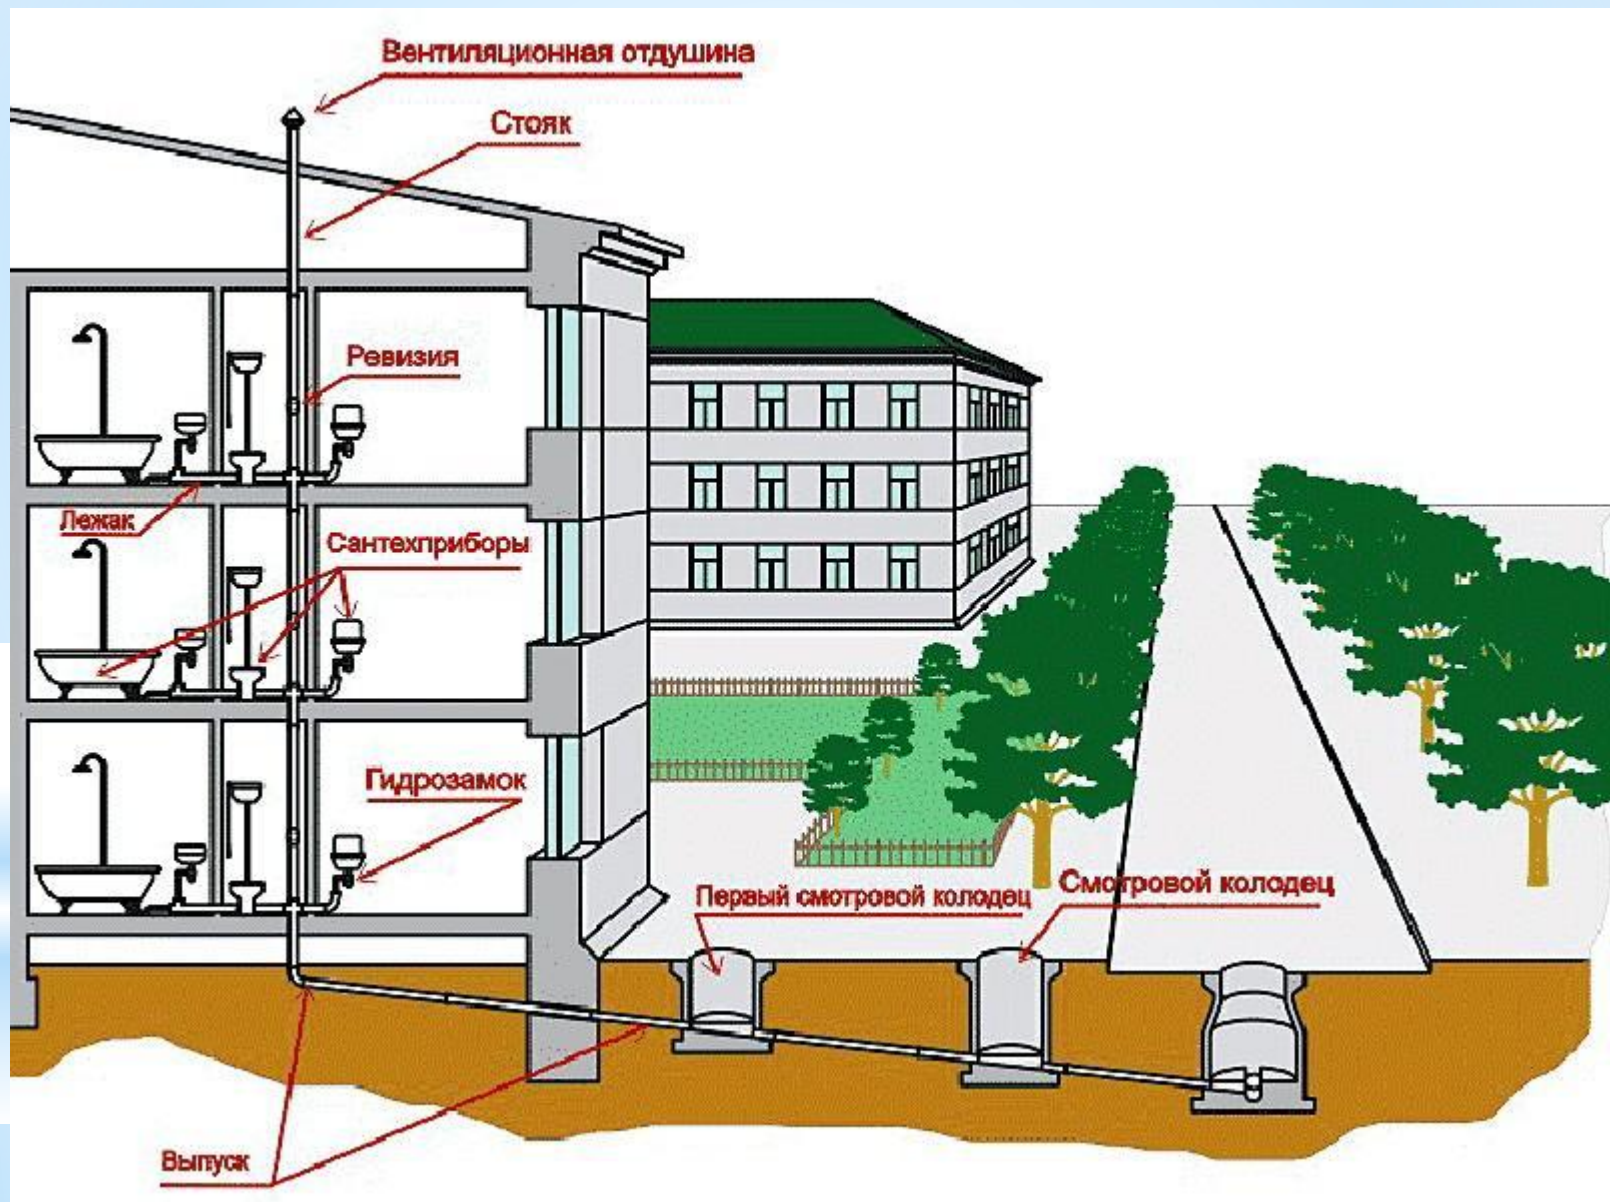 Вентиляционная отдушина
Стояк
Ревизия
Лежак
Сантехприборы
Гидрозамок
Первый смотровой колодец
Смотровой колодец
Выпуск